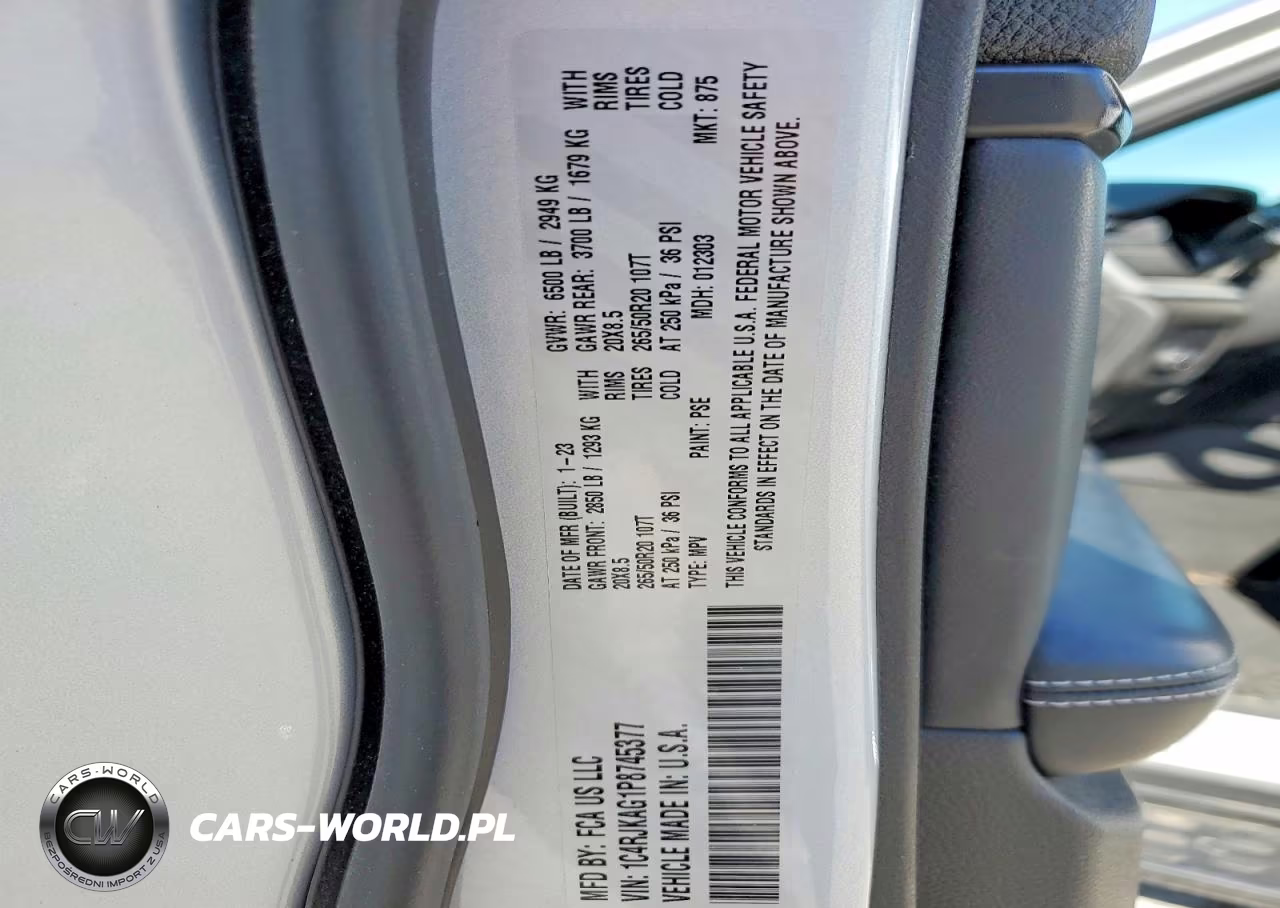 MFD BY: FCA US LLC
DATE OF MFR (BUILT): 1-23
GVWR: 6500 LB / 2949 KG
GAWR FRONT: 2850 LB / 1293 KG WITH
GAWR REAR: 3700 LB / 1679 KG WITH
20X8.5 RIMS
20X8.5 RIMS
265/50R20 107T TIRES
265/50R20 107T TIRES
AT 250 kPa / 36 PSI COLD
AT 250 kPa / 36 PSI COLD
VIN: 1C4RJKAG1P8745377
TYPE: MPV PAINT: PSE MDH: 012303 MKT: 875
VEHICLE MADE IN: U.S.A.
THIS VEHICLE CONFORMS TO ALL APPLICABLE U.S.A. FEDERAL MOTOR VEHICLE SAFETY
STANDARDS IN EFFECT ON THE DATE OF MANUFACTURE SHOWN ABOVE.
CARS-WORLD
CW
BEZPOŚREDNI IMPORT Z USA
CARS-WORLD.PL